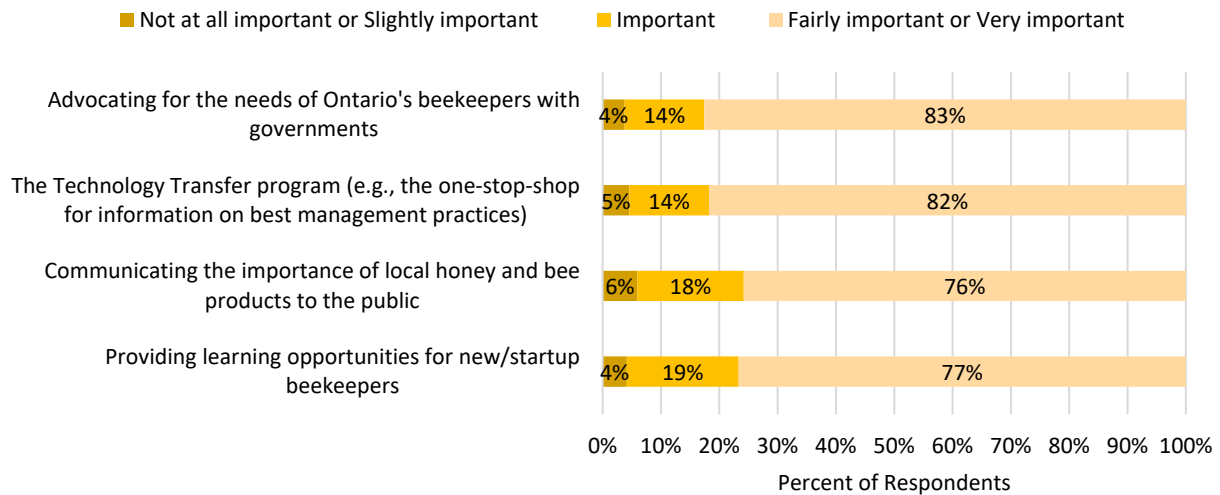 Not at all important or Slightly important Important Fairly important or Very important
Advocating for the needs of Ontario's beekeepers with
governments
4% 14% 83%
The Technology Transfer program (e.g., the one-stop-shop
for information on best management practices)
5% 14% 82%
Communicating the importance of local honey and bee
products to the public
6% 18% 76%
Providing learning opportunities for new/startup
beekeepers
4% 19% 77%
0% 10% 20% 30% 40% 50% 60% 70% 80% 90% 100%
Percent of Respondents